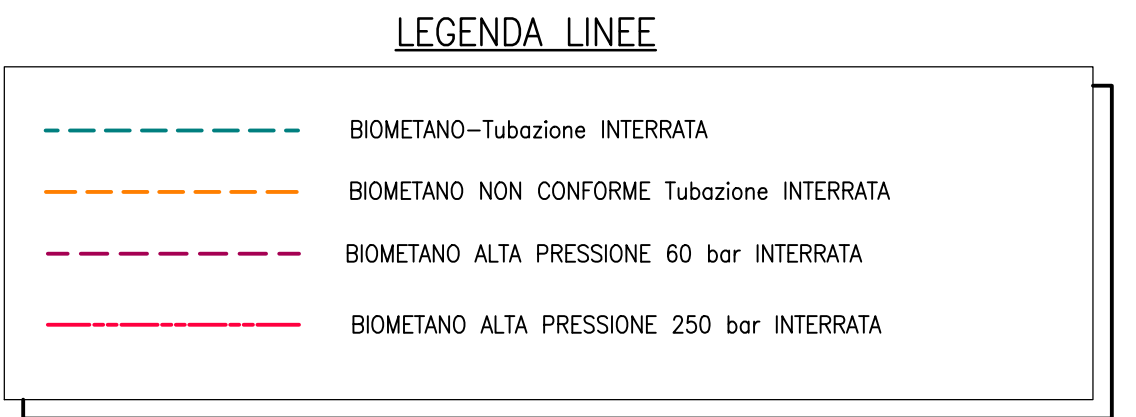 LEGENDA LINEE
BIOMETANO-Tubazione INTERRATA
BIOMETANO NON CONFORME Tubazione INTERRATA
BIOMETANO ALTA PRESSIONE 60 bar INTERRATA
BIOMETANO ALTA PRESSIONE 250 bar INTERRATA